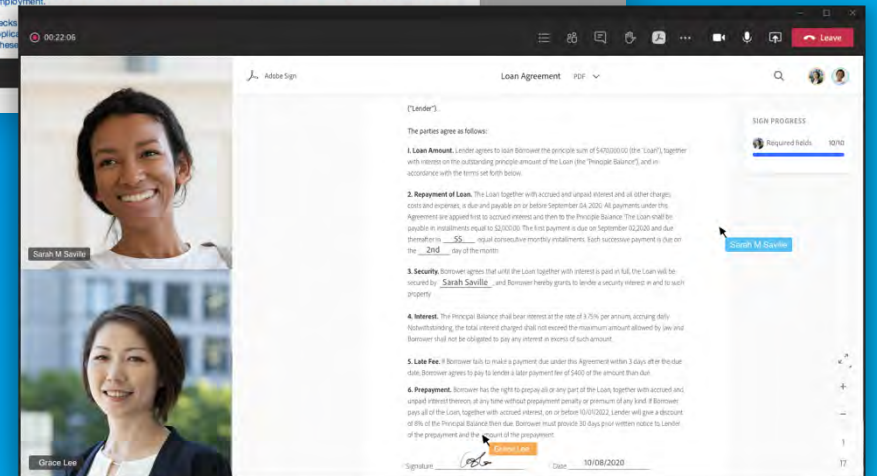 mployment.
acks
plica
hese
00:22:06
Leave
Adobe Sign
Loan Agreement PDF
("Lender").
The parties agree as follows:
1. Loan Amount. Lender agrees to loan Borrower the principle sum of $470,000.00 (the "Loan"), together
with interest on the outstanding principle amount of the Loan (the "Principle Balance"), and in
accordance with the terms set forth below.
2. Repayment of Loan. The Loan together with accrued and unpaid interest and all other charges,
costs and expenses, is due and payable on or before September 04, 2020. All payments under this
Agreement are applied first to accrued interest and then to the Principle Balance. The Loan shall be
payable in installments equal to $2,000.00. The first payment is due on September 02,2020 and due
thereafter in SS equal consecutive monthly installments. Each successive payment is due on
the 2nd day of the month
3. Security. Borrower agrees that until the Loan together with interest is paid in full, the Loan will be
secured by Sarah Saville, and Borrower hereby grants to lender a security interest in and to such
property.
4. Interest. The Principal Balance shall bear interest at the rate of 3.75% per annum, accruing daily.
Notwithstanding, the total interest charged shall not exceed the maximum amount allowed by law and
Borrower shall not be obligated to pay any interest in excess of such amount.
5. Late Fee. If Borrower fails to make a payment due under this Agreement within 3 days after the due
date, Borrower agrees to pay to lender a later payment fee of $400 of the amount than due.
6. Prepayment. Borrower has the right to prepay all or any part of the Loan, together with accrued and
unpaid interest thereon, at any time without prepayment penalty or premium of any kind. If Borrower
pays all of the Loan, together with accrued interest, on or before 10/01/2022, Lender will give a discount
of 8% of the Principal Balance then due. Borrower must provide 30 days prior written notice to Lender
of the prepayment and the amount of the prepayment.
Signature Date 10/08/2020
SIGN PROGRESS
Required fields 10/10
Sarah M Saville
Grace Lee
Sarah M Saville
Grace Lee
1
17